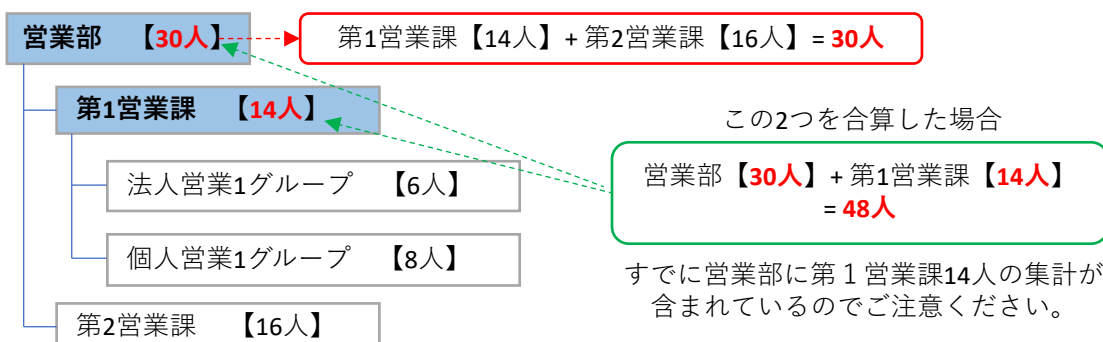 営業部 【30人】
第1営業課【14人】+ 第2営業課【16人】= 30人
第1営業課 【14人】
この2つを合算した場合
法人営業1グループ 【6人】
営業部【30人】+ 第1営業課【14人】
= 48人
個人営業1グループ 【8人】
すでに営業部に第１営業課14人の集計が
含まれているのでご注意ください。
第2営業課 【16人】